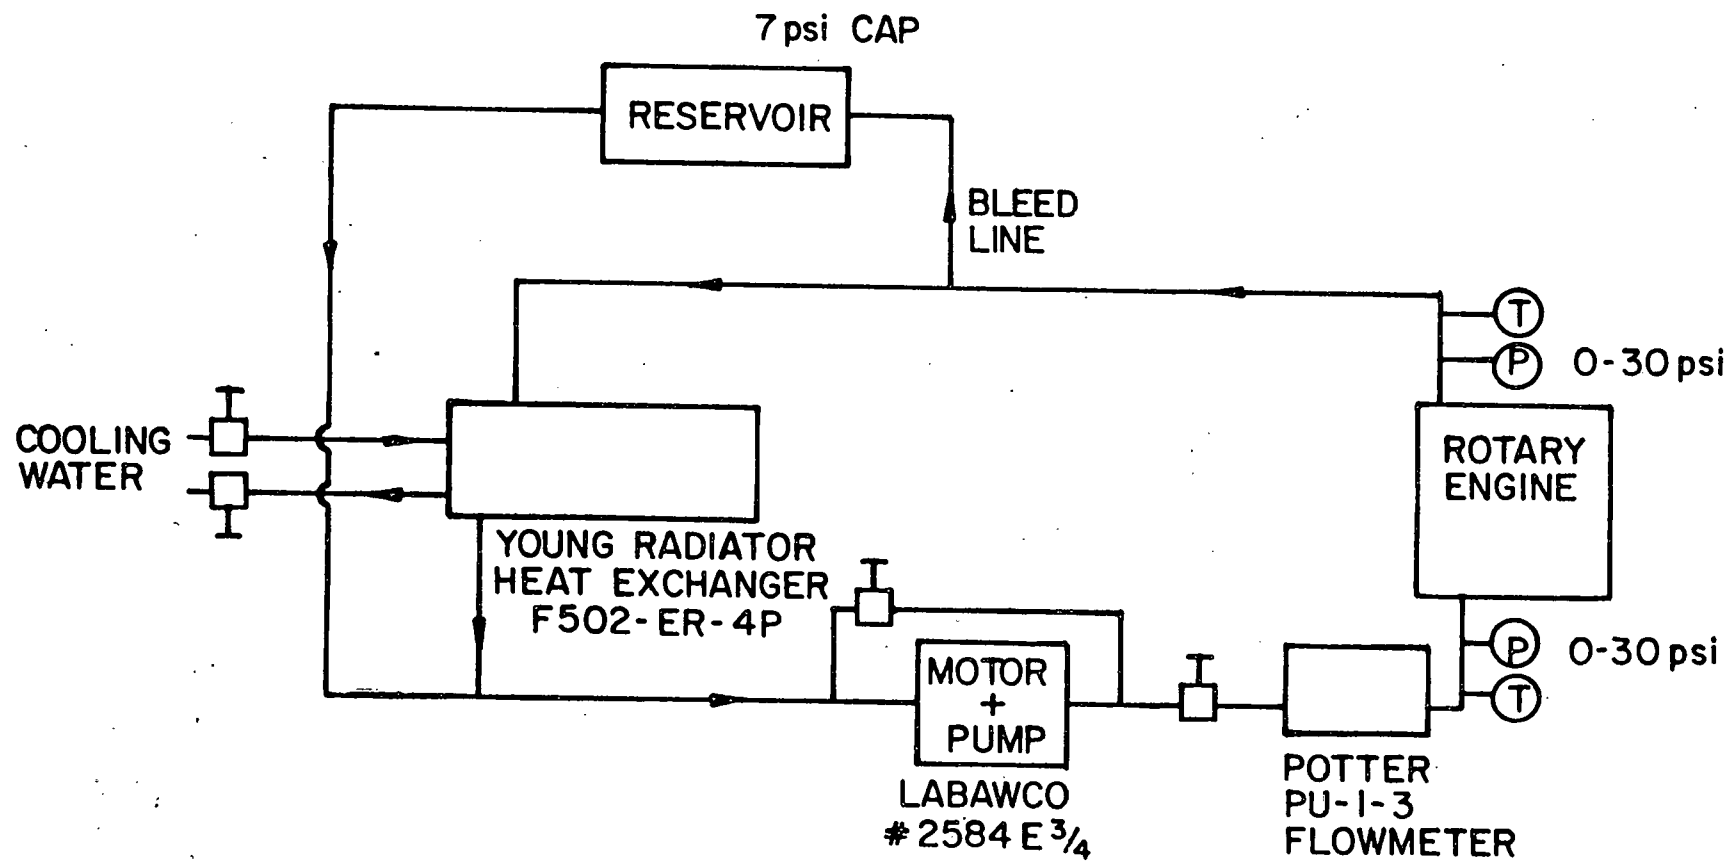 7 psi CAP
RESERVOIR
BLEED
LINE
T
P 0-30 psi
COOLING
WATER
ROTARY
ENGINE
YOUNG RADIATOR
HEAT EXCHANGER
F502-ER-4P
MOTOR
+
PUMP
P 0-30 psi
T
LABAWCO
# 2584 E 3/4
POTTER
PU-1-3
FLOWMETER